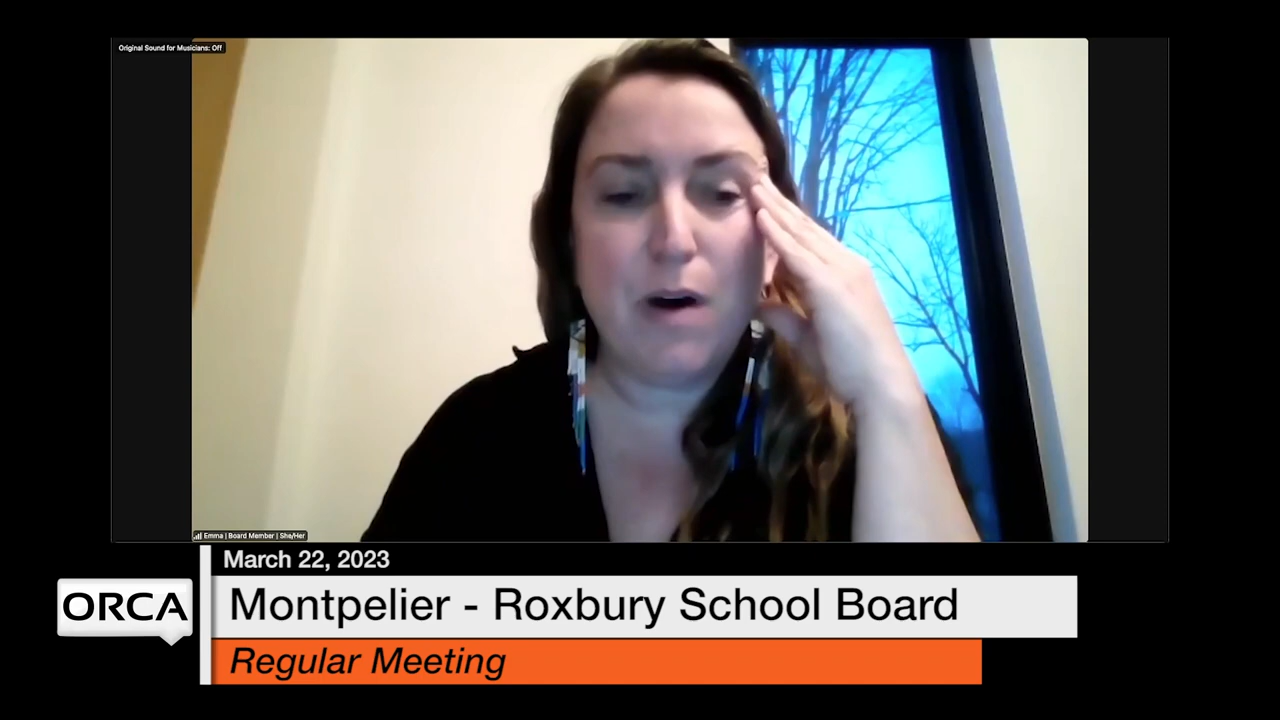 Original Sound for Musicians: Off
Emma | Board Member | She/Her
March 22, 2023
ORCA
Montpelier - Roxbury School Board
Regular Meeting